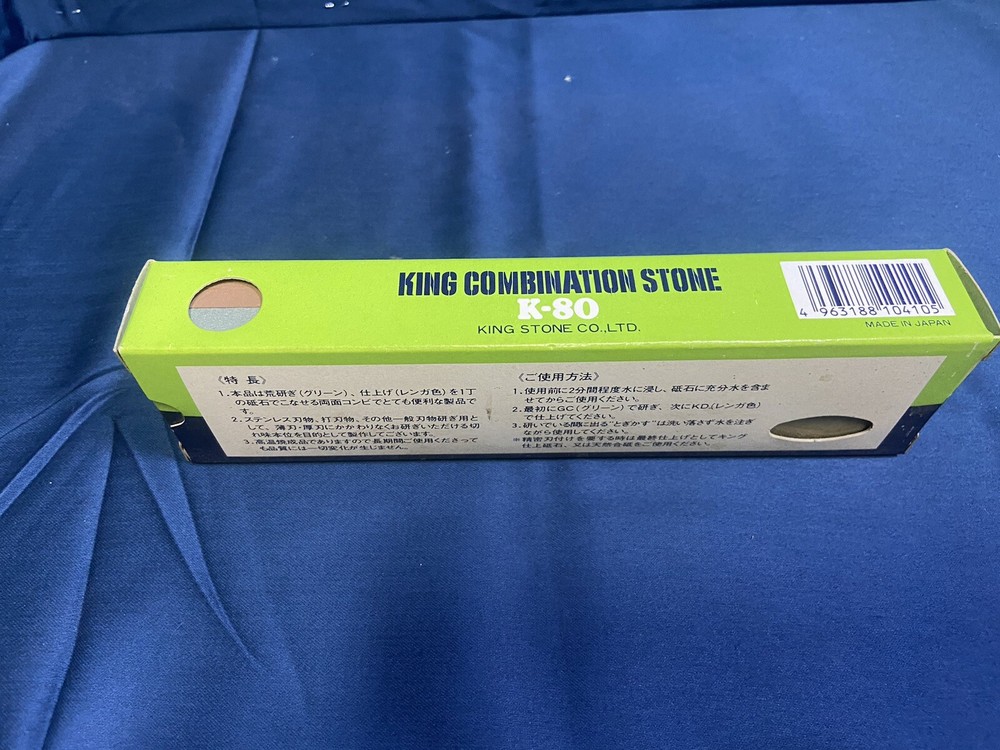 KING COMBINATION STONE
K-80
KING STONE CO.,LTD.
4 963188 104105
MADE IN JAPAN
《特 長》
1.本品は荒研ぎ(グリーン)、仕上げ(レンガ色)を1丁
の砥石でこなせる両面コンビでとても便利な製品で
す。
2.ステンレス刃物、打刃物、その他一般刃物研ぎ用と
して、薄刃・厚刃にかかわりなくお研ぎいただける切
れ味本位を目的として製作してございます。
3.高温焼成品でありますので長期間ご使用くださって
も品質には一切変化が生じません。
《ご使用方法》
1.使用前に2分間程度水に浸し、砥石に充分水を含ま
せてからご使用ください。
2.最初にGC(グリーン)で研ぎ、次にKD(レンガ色)
で仕上げてください。
3.研いでいる間に出る"とぎかす"は洗い落さず水を注ぎ
ながら使用してください。
※精密刃付けを要する時は最終仕上げとしてキング
仕上砥石、又は天然合砥をご使用ください。